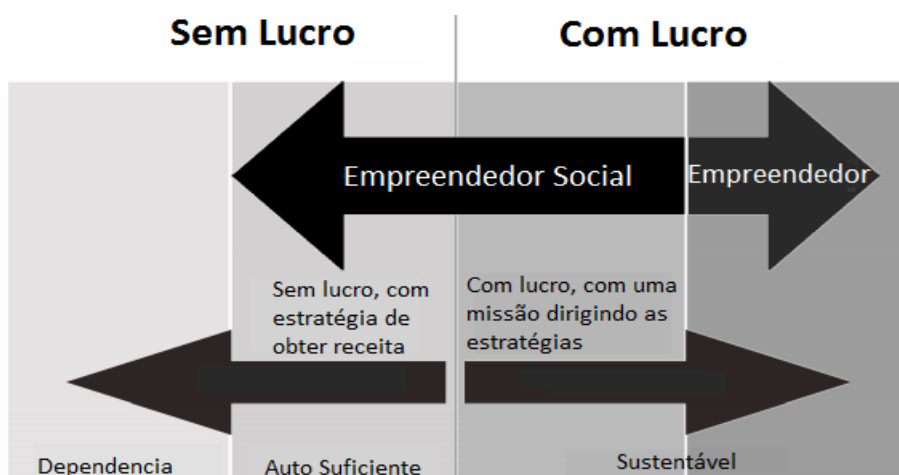 Sem Lucro
Com Lucro
Empreendedor Social
Empreendedor
Sem lucro, com
estratégia de
obter receita
Com lucro, com uma
missão dirigindo as
estratégias
Dependencia
Auto Suficiente
Sustentável